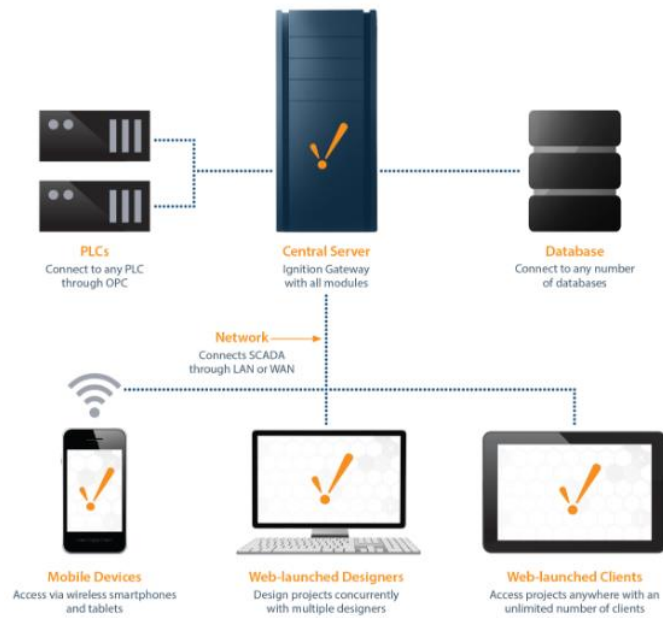 PLCs
Connect to any PLC
through OPC
Central Server
Ignition Gateway
with all modules
Database
Connect to any number
of databases
Network
Connects SCADA
through LAN or WAN
Mobile Devices
Access via wireless smartphones
and tablets
Web-launched Designers
Design projects concurrently
with multiple designers
Web-launched Clients
Access projects anywhere with an
unlimited number of clients